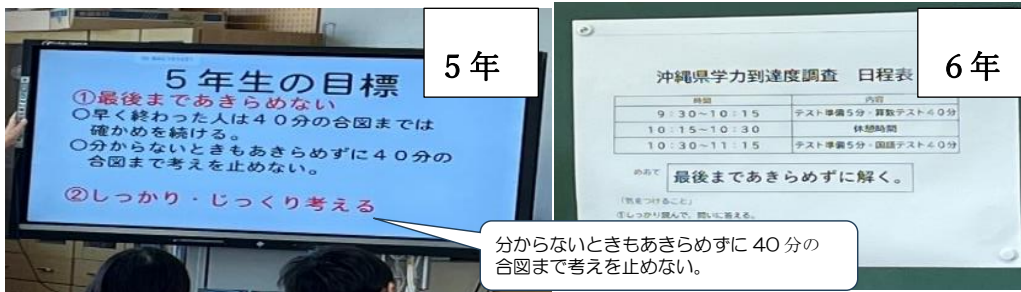 5年
5年生の目標
①最後まであきらめない
○早く終わった人は40分の合図までは
確かめを続ける。
○分からないときもあきらめずに40分の
合図まで考えを止めない。
②しっかり・じっくり考える
分からないときもあきらめずに 40 分の
合図まで考えを止めない。
6年
沖縄県学力到達度調査 日程表
時間 内容
9:30~10:15 テスト準備5分・算数テスト40分
10:15~10:30 休憩時間
10:30~11:15 テスト準備5分・国語テスト40分
めあて 最後まであきらめずに解く。
「気をつけること」
①しっかり読んで、問いに答える。